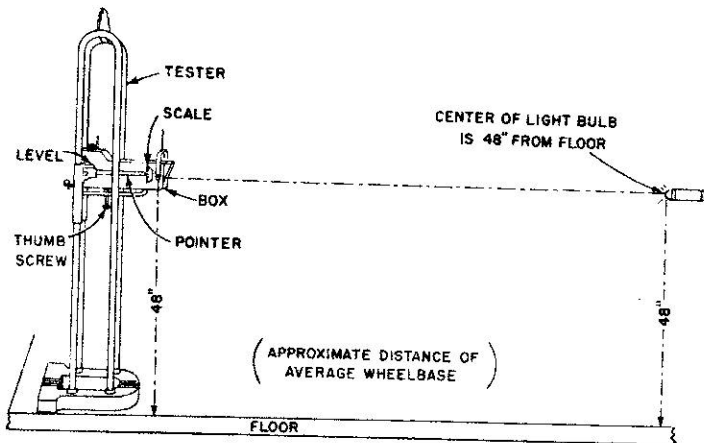 TESTER
SCALE
CENTER OF LIGHT BULB
IS 48" FROM FLOOR
LEVEL
BOX
THUMB
SCREW
POINTER
48"
48"
(APPROXIMATE DISTANCE OF
AVERAGE WHEELBASE)
FLOOR